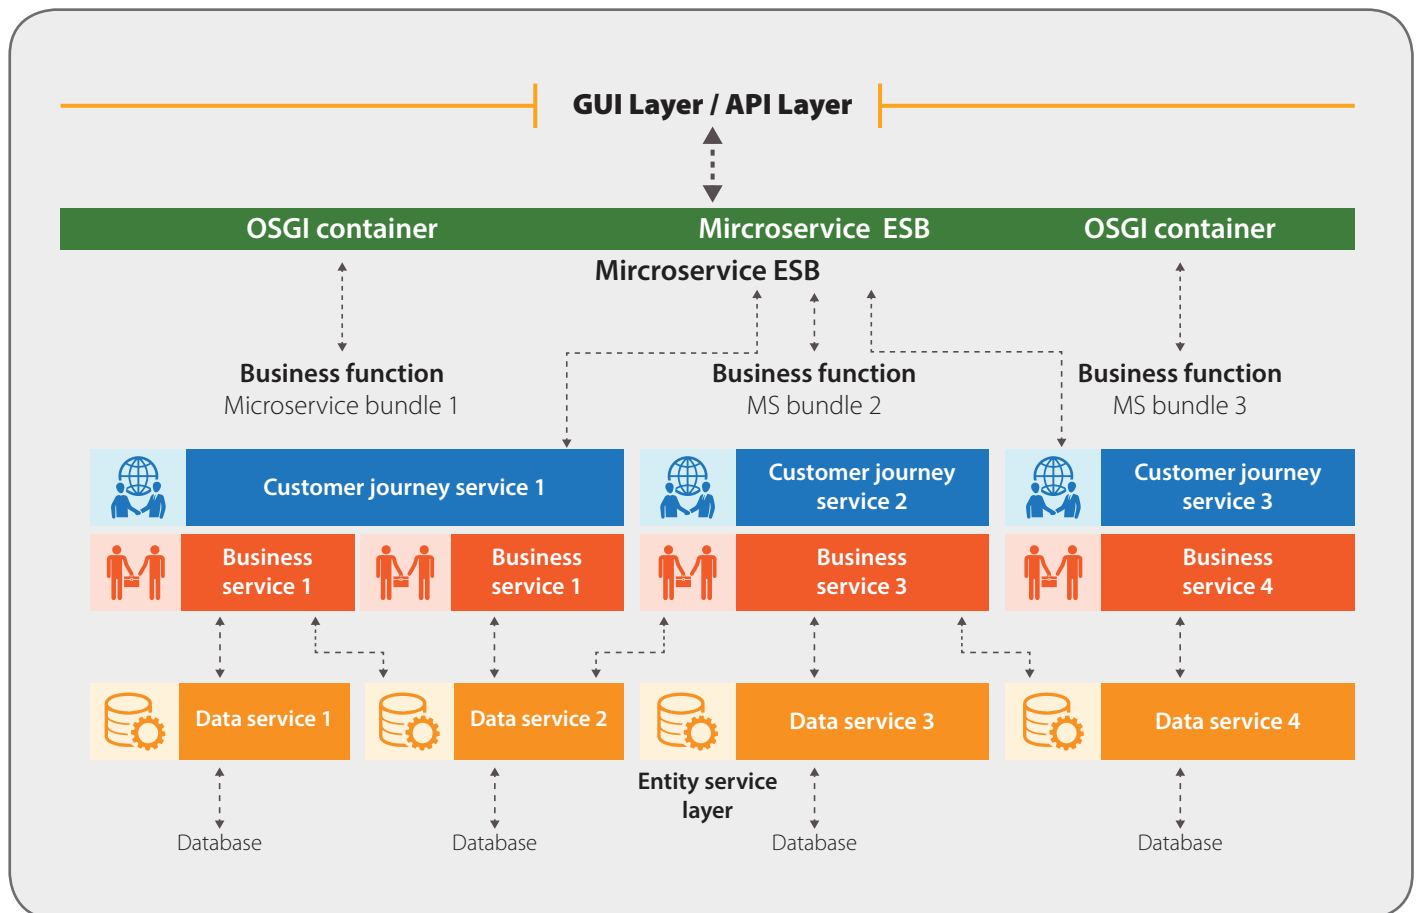 GUI Layer / API Layer
OSGI container
Mircroservice ESB
OSGI container
Mircroservice ESB
Business function
Microservice bundle 1
Business function
MS bundle 2
Business function
MS bundle 3
Customer journey service 1
Customer journey
service 2
Customer journey
service 3
Business
service 1
Business
service 1
Business
service 3
Business
service 4
Data service 1
Data service 2
Data service 3
Data service 4
Entity service
layer
Database
Database
Database
Database